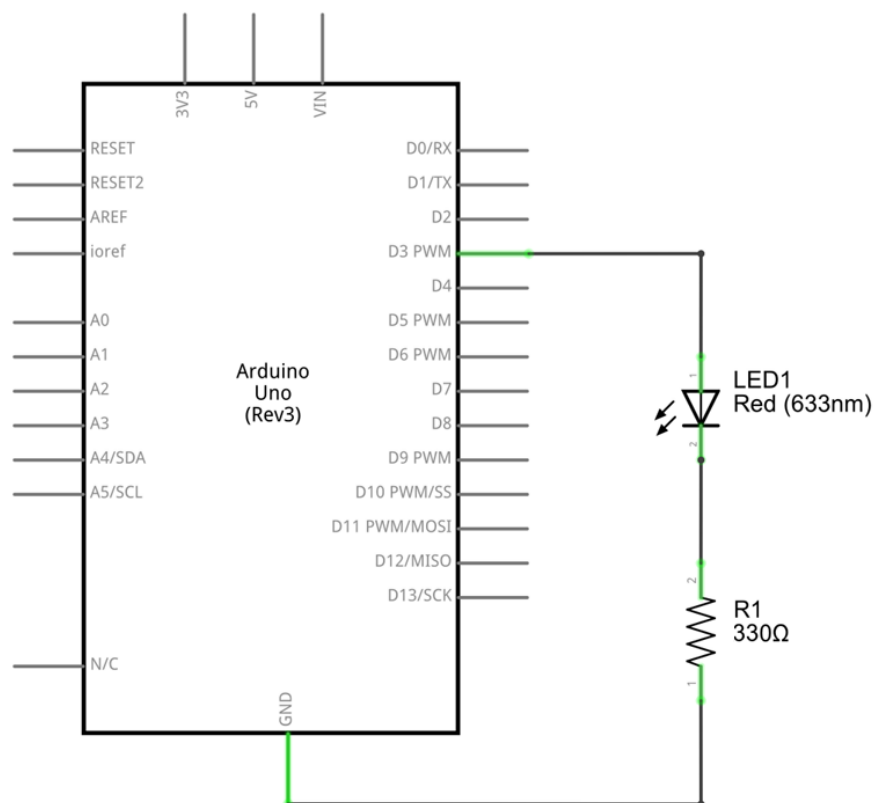 3V3
5V
VIN
RESET
RESET2
AREF
ioref
A0
A1
A2
A3
A4/SDA
A5/SCL
N/C
Arduino
Uno
(Rev3)
D0/RX
D1/TX
D2
D3 PWM
D4
D5 PWM
D6 PWM
D7
D8
D9 PWM
D10 PWM/SS
D11 PWM/MOSI
D12/MISO
D13/SCK
GND
1
LED1
Red (633nm)
2
2
R1
330Ω
1